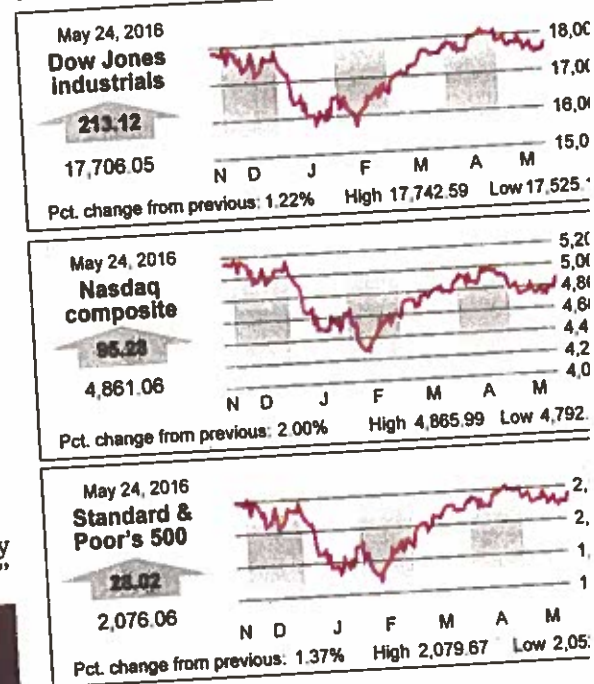 May 24, 2016
Dow Jones
industrials
213.12
17,706.05
18,00
17,00
16,00
15,0
N D J F M A M
Pct. change from previous: 1.22% High 17,742.59 Low 17,525.
May 24, 2016
Nasdaq
composite
95.28
4,861.06
5,20
5,00
4,8
4,6
4,4
4,2
4,0
N D J F M A M
Pct. change from previous: 2.00% High 4,865.99 Low 4,792.
May 24, 2016
Standard &
Poor's 500
28.02
2,076.06
2,
2,
1,
1
N D J F M A M
Pct. change from previous: 1.37% High 2,079.67 Low 2,05
y
”